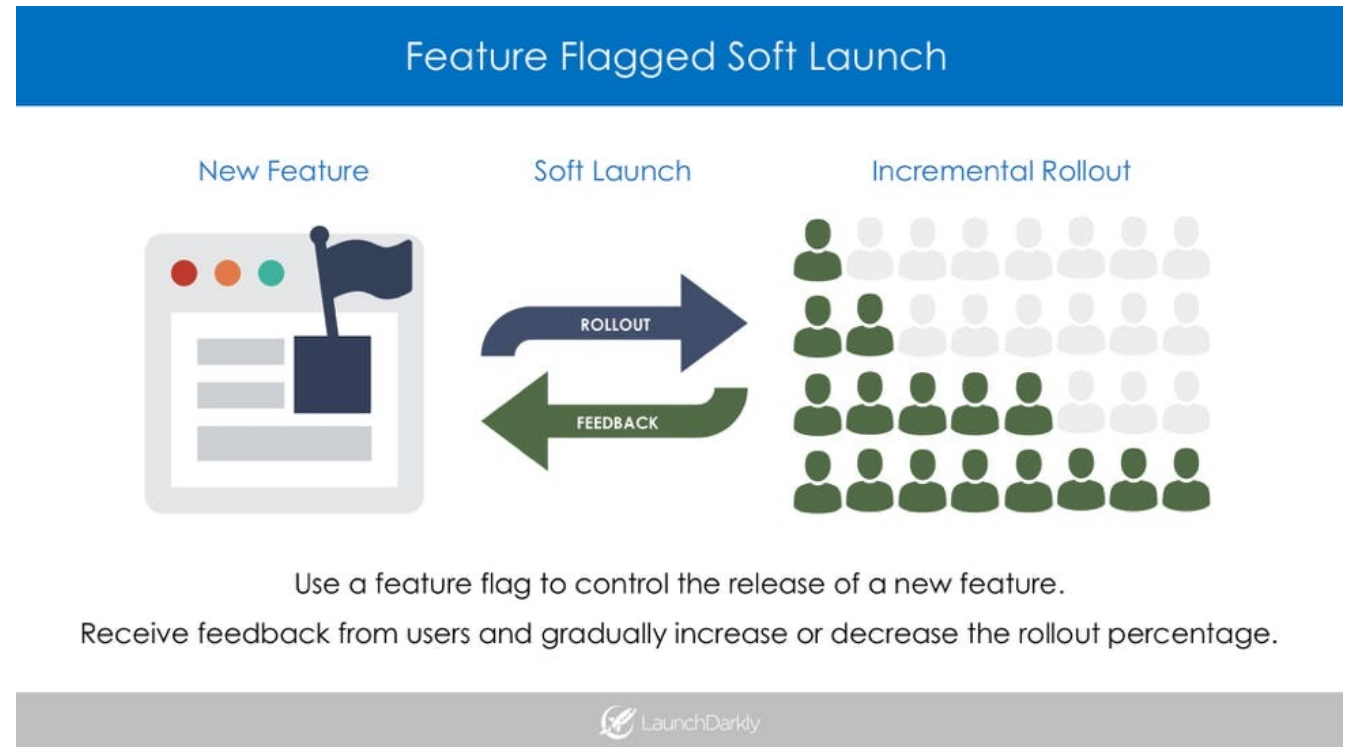 Feature Flagged Soft Launch
New Feature
Soft Launch
Incremental Rollout
ROLLOUT
FEEDBACK
Use a feature flag to control the release of a new feature.
Receive feedback from users and gradually increase or decrease the rollout percentage.
LaunchDarkly